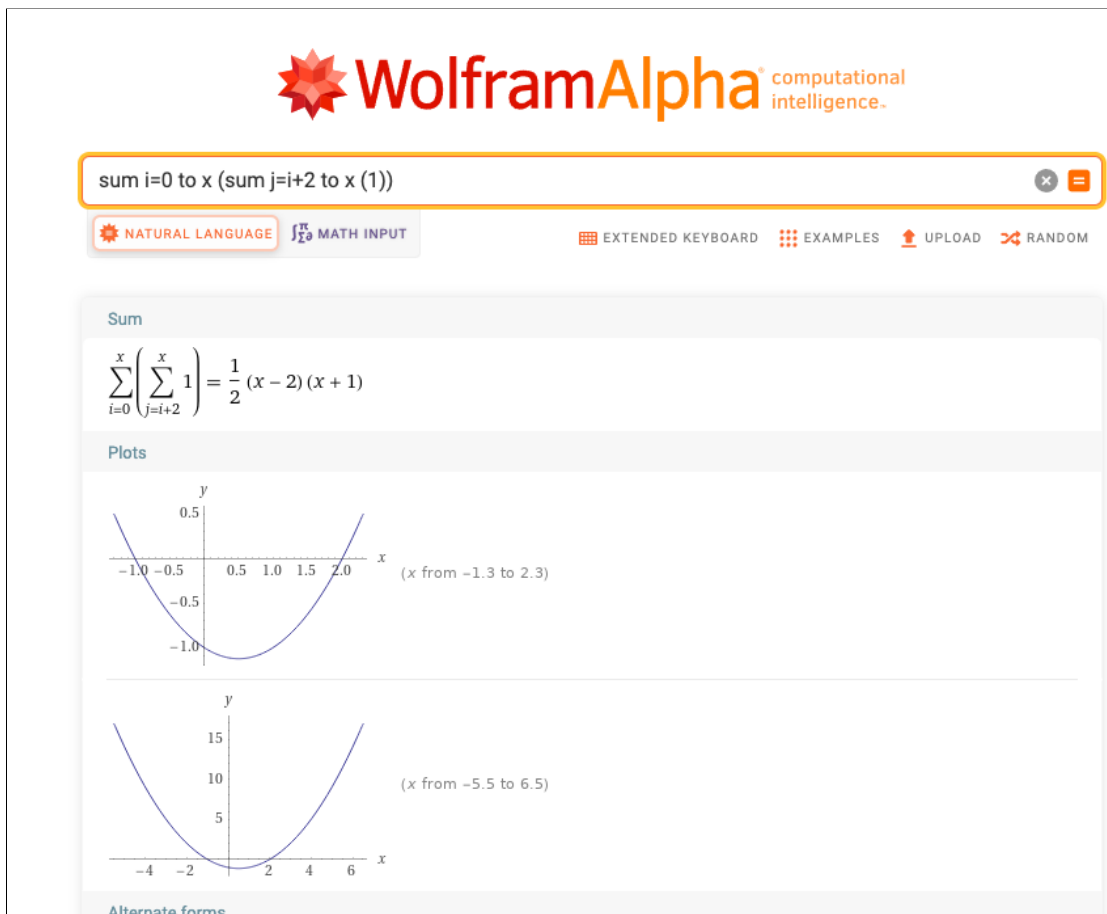 WolframAlpha computational
intelligence™
sum i=0 to x (sum j=i+2 to x (1))
NATURAL LANGUAGE MATH INPUT EXTENDED KEYBOARD EXAMPLES UPLOAD RANDOM
Sum
∑_{i=0}^{x} (∑_{j=i+2}^{x} 1) = 1/2 (x − 2) (x + 1)
Plots
y
0.5
x
−1.0 −0.5 0.5 1.0 1.5 2.0
(x from −1.3 to 2.3)
−0.5
−1.0
y
15
10
(x from −5.5 to 6.5)
5
x
−4 −2 2 4 6
Alternate forms